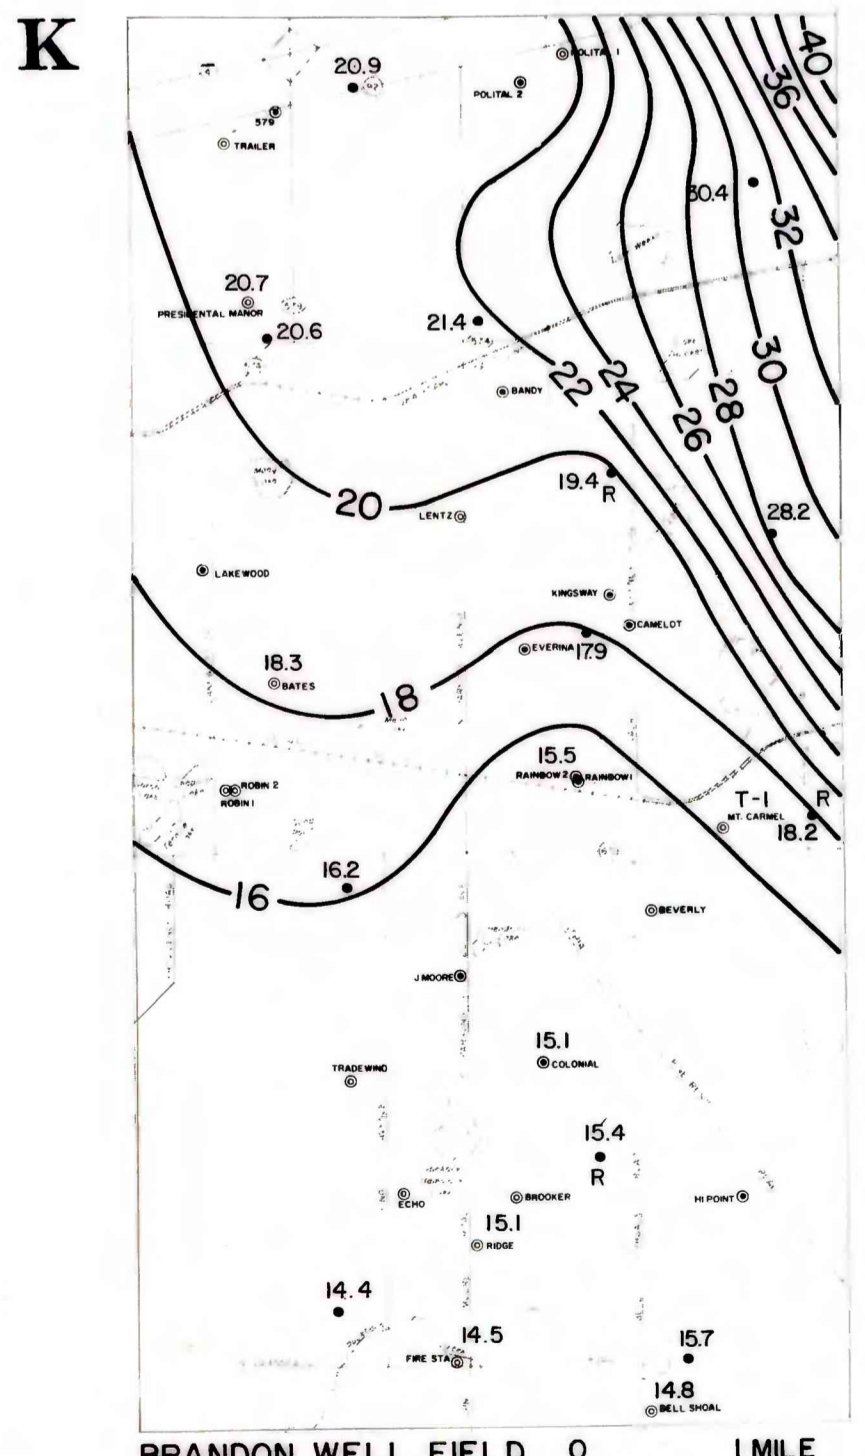 K
40
POLITAL 1
20.9
36
POLITAL 2
579
TRAILER
30.4
32
20.7
PRESIDENTAL MANOR
20.6
21.4
30
22
24
BANDY
28
26
20
19.4
R
LENTZ
28.2
LAKEWOOD
KINGSWAY
CAMELOT
EVERINA
17.9
18.3
BATES
18
15.5
RAINBOW 2
RAINBOW 1
ROBIN 2
ROBIN 1
T-1
R
MT. CARMEL
18.2
16.2
16
BEVERLY
J MOORE
15.1
COLONIAL
TRADEWIND
15.4
R
ECHO
BROOKER
HI POINT
15.1
RIDGE
14.4
14.5
FIRE STA
15.7
14.8
BELL SHOAL
BRANDON WELL FIELD 0 1 MILE